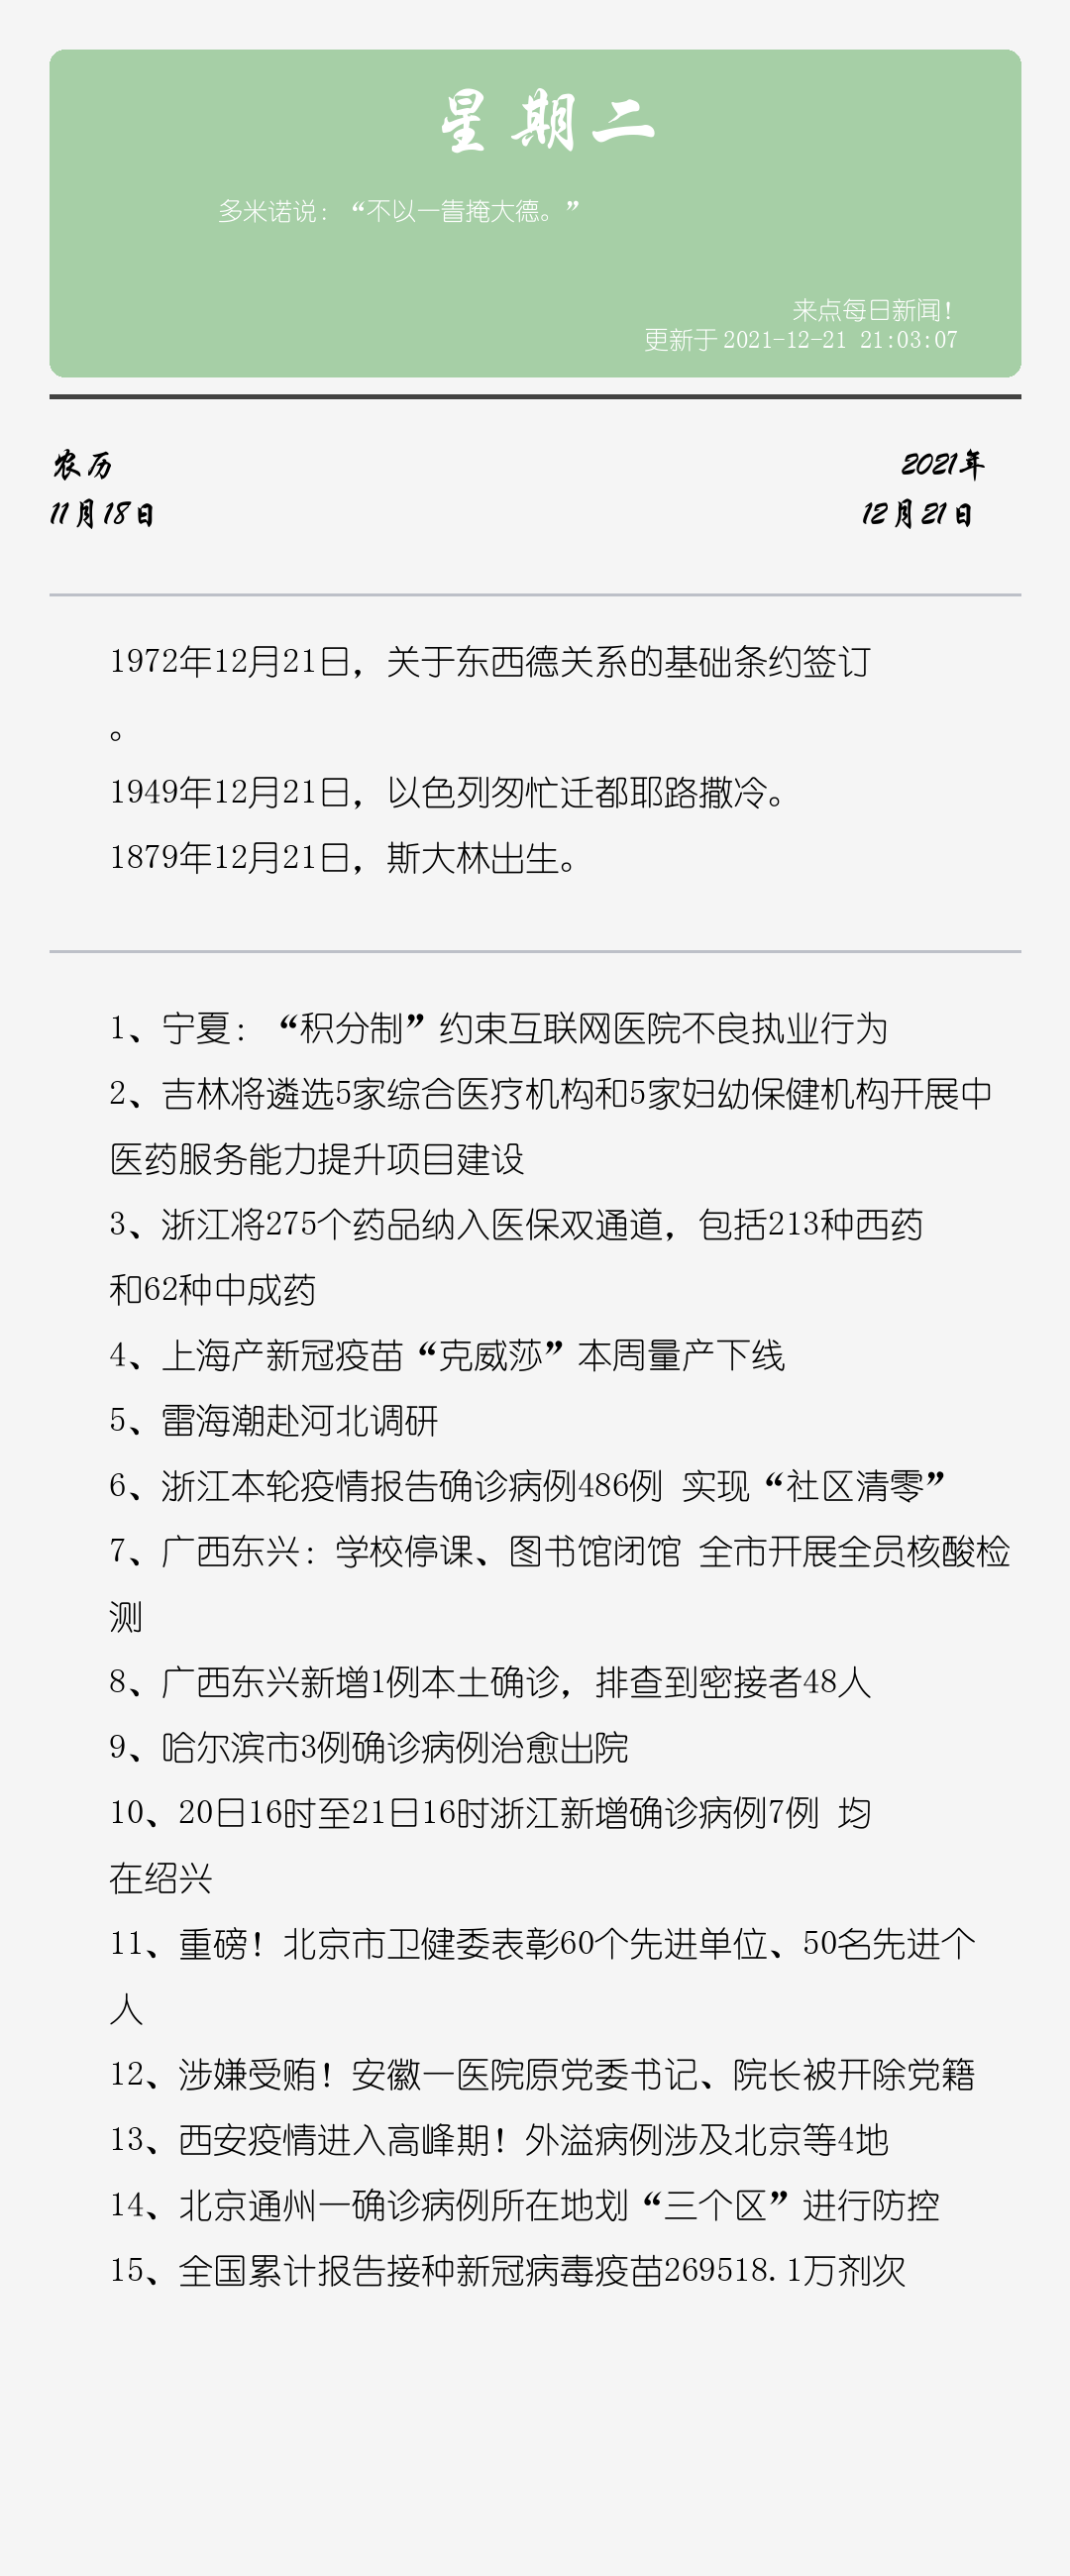 星期二
多米诺说：“不以一眚掩大德。”
来点每日新闻！
更新于 2021-12-21 21:03:07
农历
2021年
11月18日
12月21日
1972年12月21日，关于东西德关系的基础条约签订
。
1949年12月21日，以色列匆忙迁都耶路撒冷。
1879年12月21日，斯大林出生。
1、宁夏：“积分制”约束互联网医院不良执业行为
2、吉林将遴选5家综合医疗机构和5家妇幼保健机构开展中
医药服务能力提升项目建设
3、浙江将275个药品纳入医保双通道，包括213种西药
和62种中成药
4、上海产新冠疫苗“克威莎”本周量产下线
5、雷海潮赴河北调研
6、浙江本轮疫情报告确诊病例486例 实现“社区清零”
7、广西东兴：学校停课、图书馆闭馆 全市开展全员核酸检
测
8、广西东兴新增1例本土确诊，排查到密接者48人
9、哈尔滨市3例确诊病例治愈出院
10、20日16时至21日16时浙江新增确诊病例7例 均
在绍兴
11、重磅！北京市卫健委表彰60个先进单位、50名先进个
人
12、涉嫌受贿！安徽一医院原党委书记、院长被开除党籍
13、西安疫情进入高峰期！外溢病例涉及北京等4地
14、北京通州一确诊病例所在地划“三个区”进行防控
15、全国累计报告接种新冠病毒疫苗269518.1万剂次